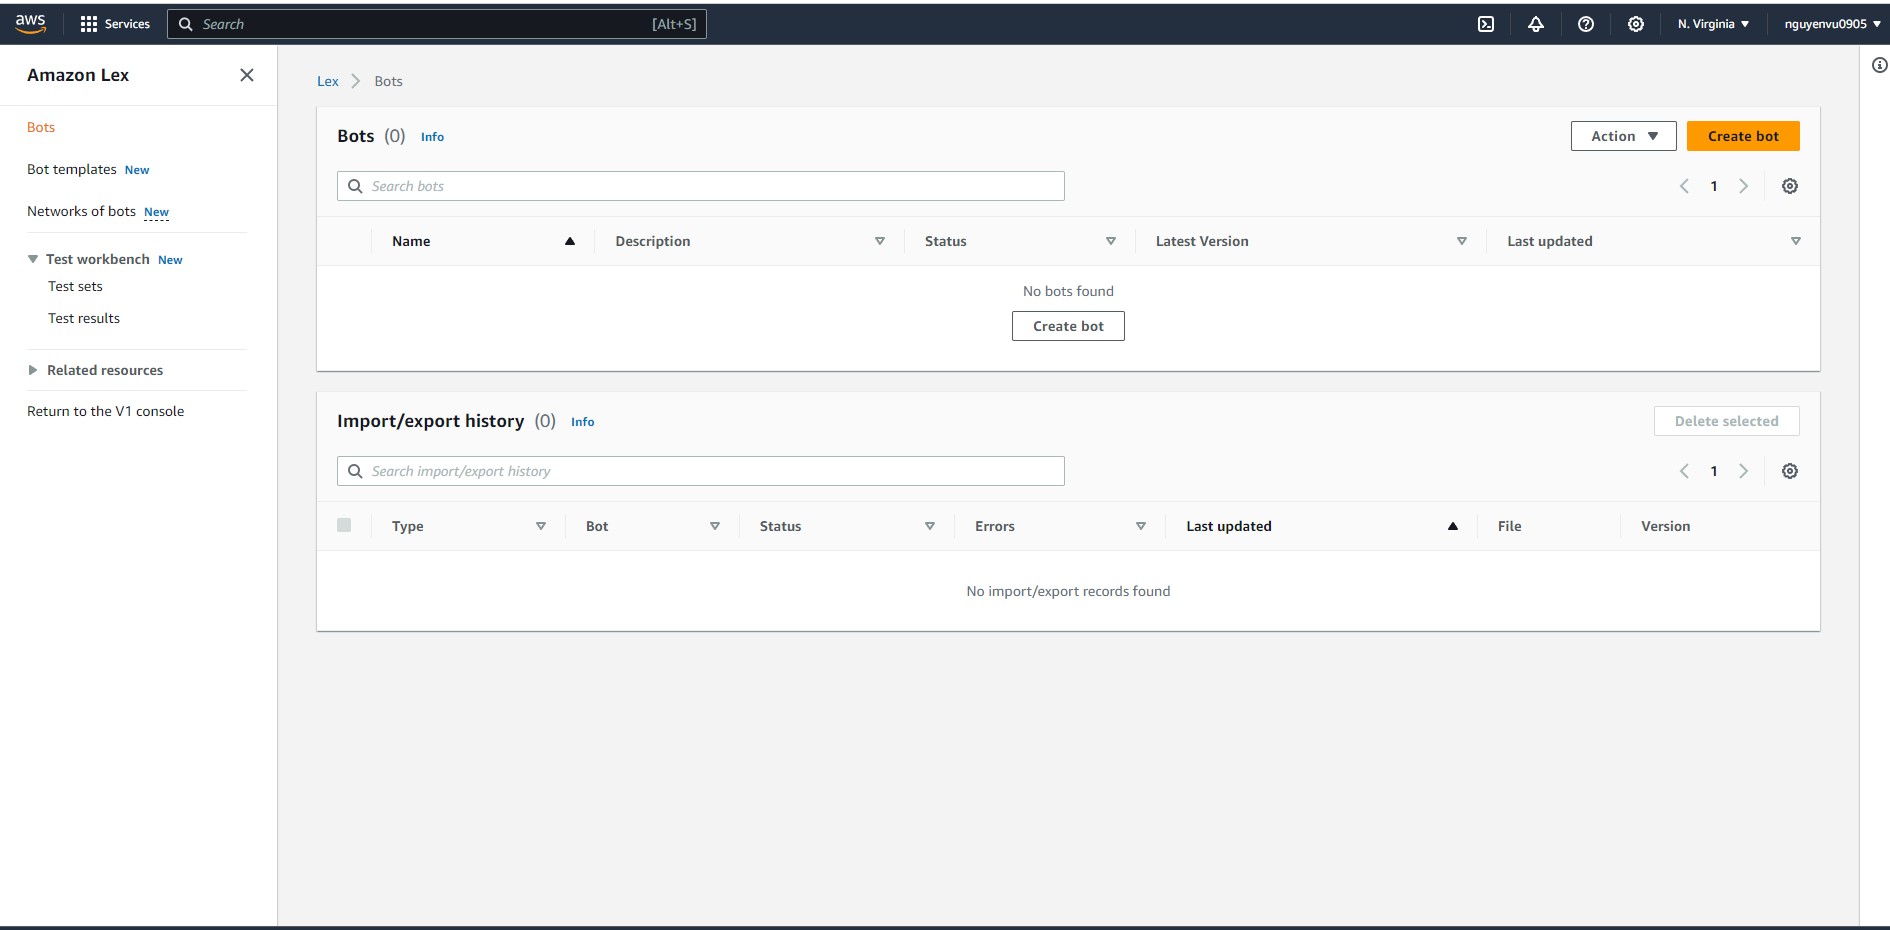 aws Services Search [Alt+S] N. Virginia nguyenvu0905
Amazon Lex
Bots
Bot templates New
Networks of bots New
Test workbench New
Test sets
Test results
Related resources
Return to the V1 console
Lex Bots
Bots (0) Info Action Create bot
Search bots 1
Name Description Status Latest Version Last updated
No bots found
Create bot
Import/export history (0) Info Delete selected
Search import/export history 1
Type Bot Status Errors Last updated File Version
No import/export records found